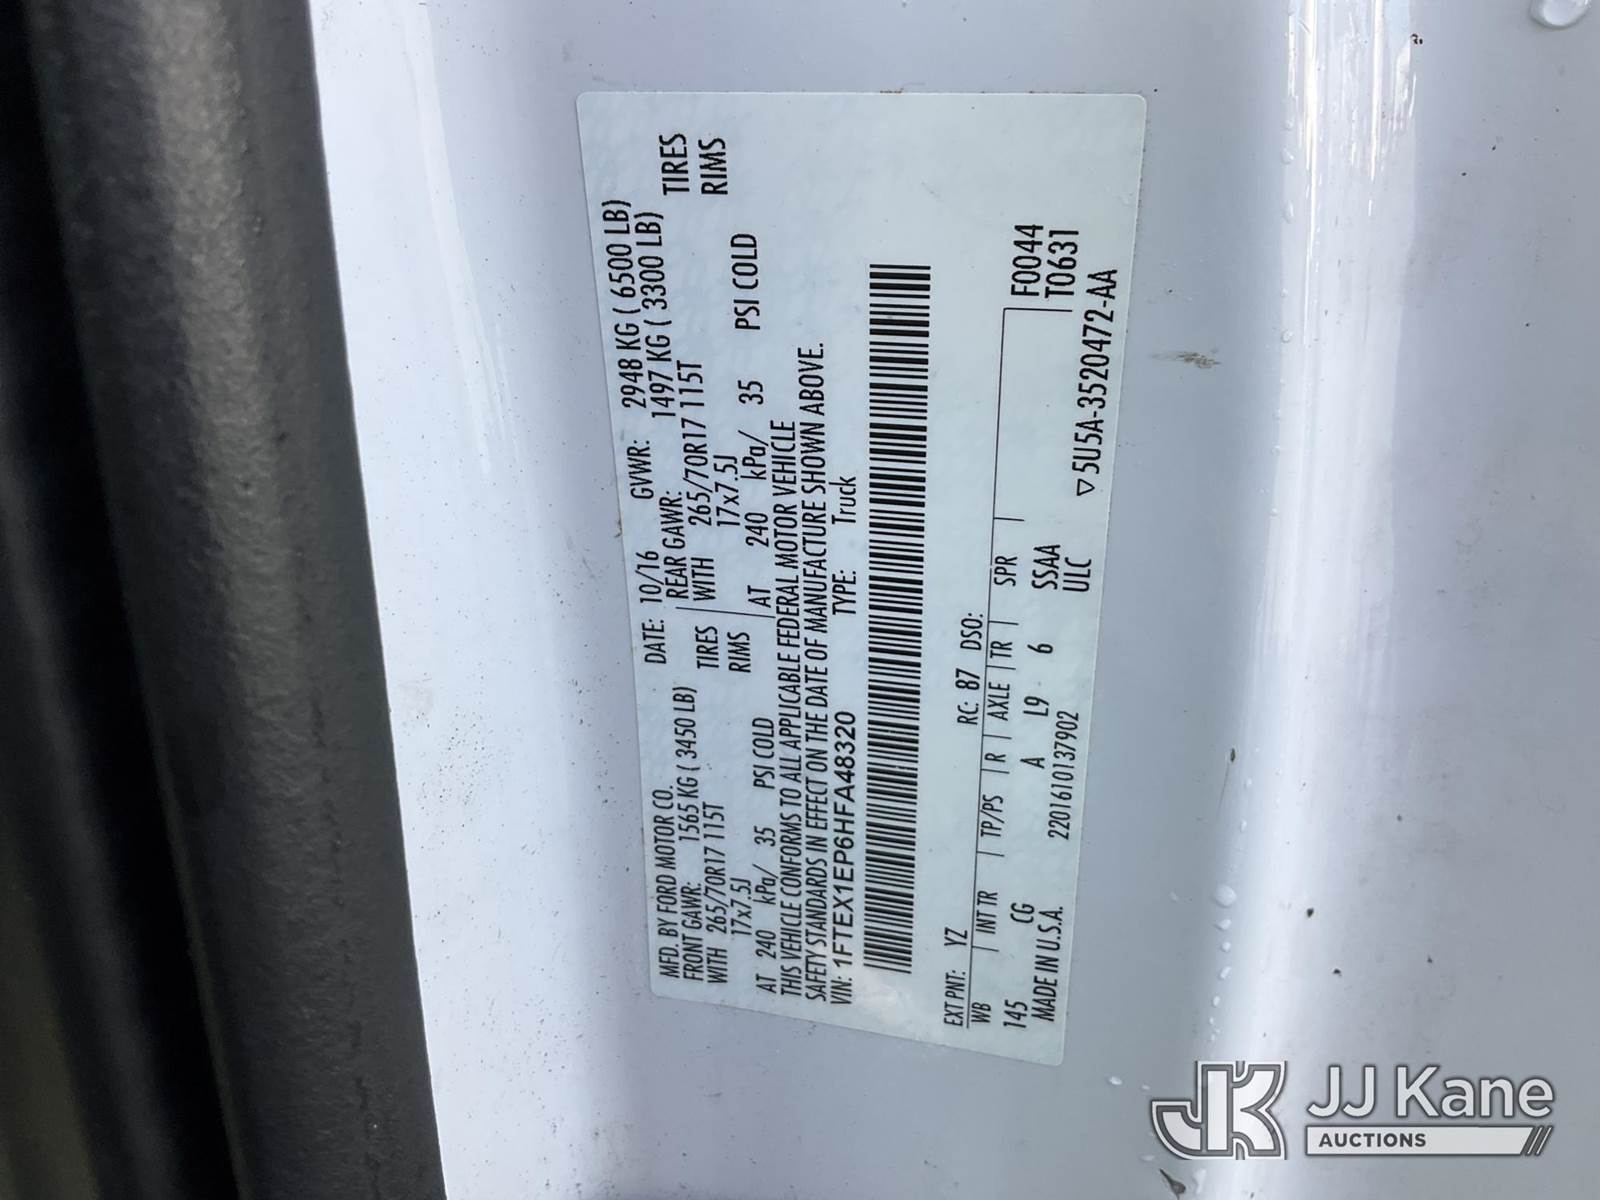 MFD. BY FORD MOTOR CO. DATE: 10/16 GVWR: 2948 KG ( 6500 LB)
FRONT GAWR: 1565 KG ( 3450 LB) REAR GAWR: 1497 KG ( 3300 LB)
WITH 265/70R17 115T TIRES WITH 265/70R17 115T TIRES
17x7.5J RIMS 17x7.5J RIMS
AT 240 kPa/ 35 PSI COLD AT 240 kPa/ 35 PSI COLD
THIS VEHICLE CONFORMS TO ALL APPLICABLE FEDERAL MOTOR VEHICLE
SAFETY STANDARDS IN EFFECT ON THE DATE OF MANUFACTURE SHOWN ABOVE.
VIN: 1FTEX1EP6HFA48320 TYPE: Truck
EXT PNT: YZ RC: 87 DSO:
WB INT TR TP/PS R AXLE TR SPR F0044
145 CG A L9 6 SSAA T0631
MADE IN U.S.A. 220161013​7902 ULC ▽5U5A-3520472-AA
JJ Kane
AUCTIONS